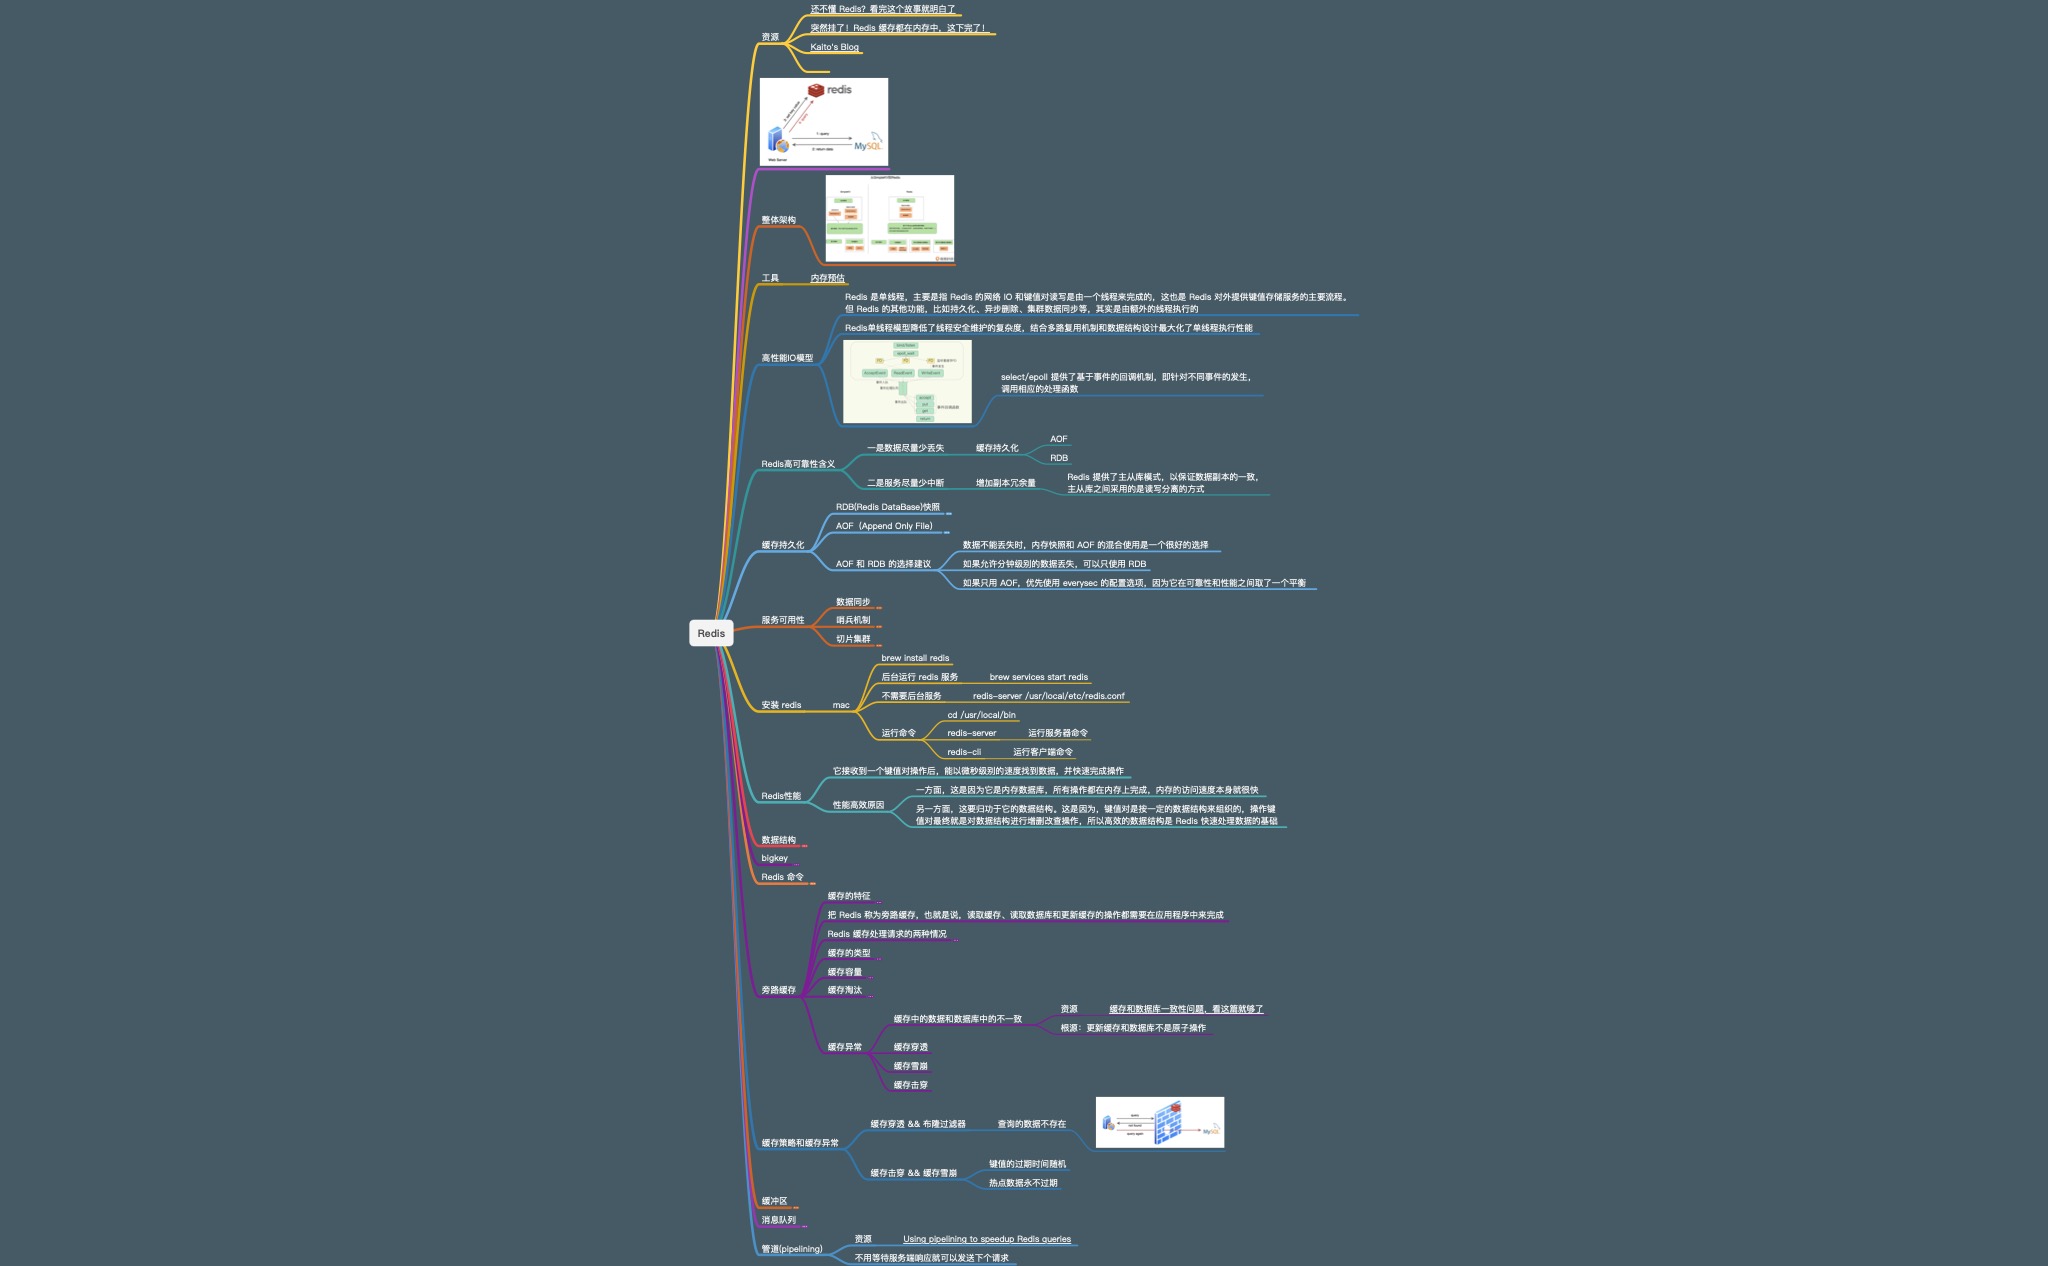 还不懂 Redis？看完这个故事就明白了
突然挂了！Redis 缓存都在内存中，这下完了！
资源
Kaito's Blog
redis
1: query
2: return data
MySQL
Web Server
整体架构
工具
内存预估
Redis 是单线程，主要是指 Redis 的网络 IO 和键值对读写是由一个线程来完成的，这也是 Redis 对外提供键值存储服务的主要流程。
但 Redis 的其他功能，比如持久化、异步删除、集群数据同步等，其实是由额外的线程执行的
Redis单线程模型降低了线程安全维护的复杂度，结合多路复用机制和数据结构设计最大化了单线程执行性能
高性能IO模型
select/epoll 提供了基于事件的回调机制，即针对不同事件的发生，
调用相应的处理函数
Redis高可靠性含义
一是数据尽量少丢失
缓存持久化
AOF
RDB
二是服务尽量少中断
增加副本冗余量
Redis 提供了主从库模式，以保证数据副本的一致，
主从库之间采用的是读写分离的方式
缓存持久化
RDB(Redis DataBase)快照
AOF（Append Only File）
AOF 和 RDB 的选择建议
数据不能丢失时，内存快照和 AOF 的混合使用是一个很好的选择
如果允许分钟级别的数据丢失，可以只使用 RDB
如果只用 AOF，优先使用 everysec 的配置选项，因为它在可靠性和性能之间取了一个平衡
服务可用性
数据同步
哨兵机制
切片集群
Redis
安装 redis
mac
brew install redis
后台运行 redis 服务
brew services start redis
不需要后台服务
redis-server /usr/local/etc/redis.conf
运行命令
cd /usr/local/bin
redis-server
运行服务器命令
redis-cli
运行客户端命令
Redis性能
它接收到一个键值对操作后，能以微秒级别的速度找到数据，并快速完成操作
性能高效原因
一方面，这是因为它是内存数据库，所有操作都在内存上完成，内存的访问速度本身就很快
另一方面，这要归功于它的数据结构。这是因为，键值对是按一定的数据结构来组织的，操作键
值对最终就是对数据结构进行增删改查操作，所以高效的数据结构是 Redis 快速处理数据的基础
数据结构
bigkey
Redis 命令
旁路缓存
缓存的特征
把 Redis 称为旁路缓存，也就是说，读取缓存、读取数据库和更新缓存的操作都需要在应用程序中来完成
Redis 缓存处理请求的两种情况
缓存的类型
缓存容量
缓存淘汰
缓存异常
缓存中的数据和数据库中的不一致
资源
缓存和数据库一致性问题，看这篇就够了
根源：更新缓存和数据库不是原子操作
缓存穿透
缓存雪崩
缓存击穿
缓存策略和缓存异常
缓存穿透 && 布隆过滤器
查询的数据不存在
MySQL
缓存击穿 && 缓存雪崩
键值的过期时间随机
热点数据永不过期
缓冲区
消息队列
管道(pipelining)
资源
Using pipelining to speedup Redis queries
不用等待服务端响应就可以发送下个请求